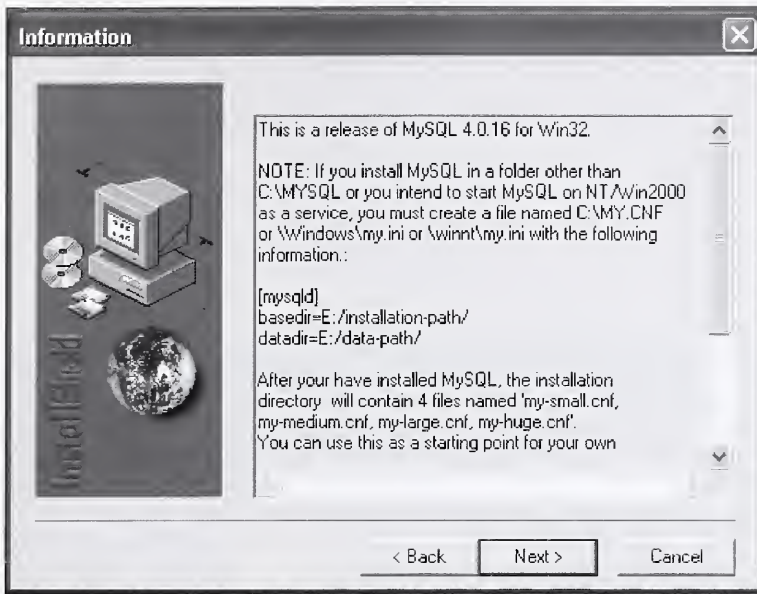 Information
This is a release of MySQL 4.0.16 for Win32.
NOTE: If you install MySQL in a folder other than
C:\MYSQL or you intend to start MySQL on NT/Win2000
as a service, you must create a file named C:\MY.CNF
or \Windows\my.ini or \winnt\my.ini with the following
information.:
[mysqld]
basedir=E:/installation-path/
datadir=E:/data-path/
After your have installed MySQL, the installation
directory will contain 4 files named 'my-small.cnf,
my-medium.cnf, my-large.cnf, my-huge.cnf'.
You can use this as a starting point for your own
InstallShield
< Back
Next >
Cancel